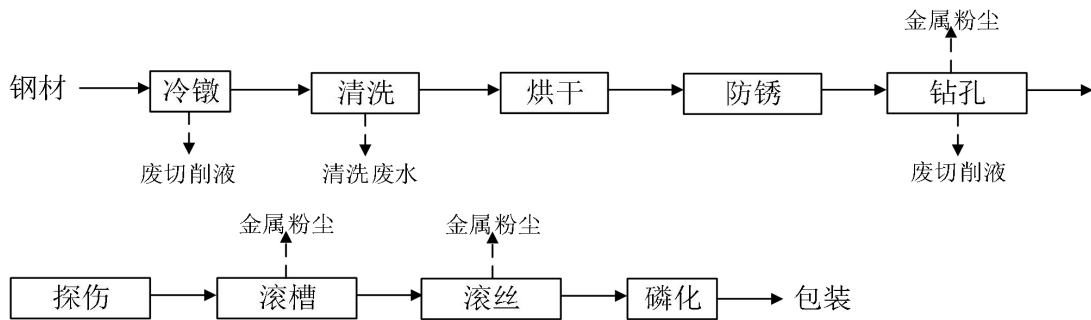 金属粉尘
钢材 冷镦 清洗 烘干 防锈 钻孔
废切削液 清洗废水 废切削液
金属粉尘 金属粉尘
探伤 滚槽 滚丝 磷化 包装